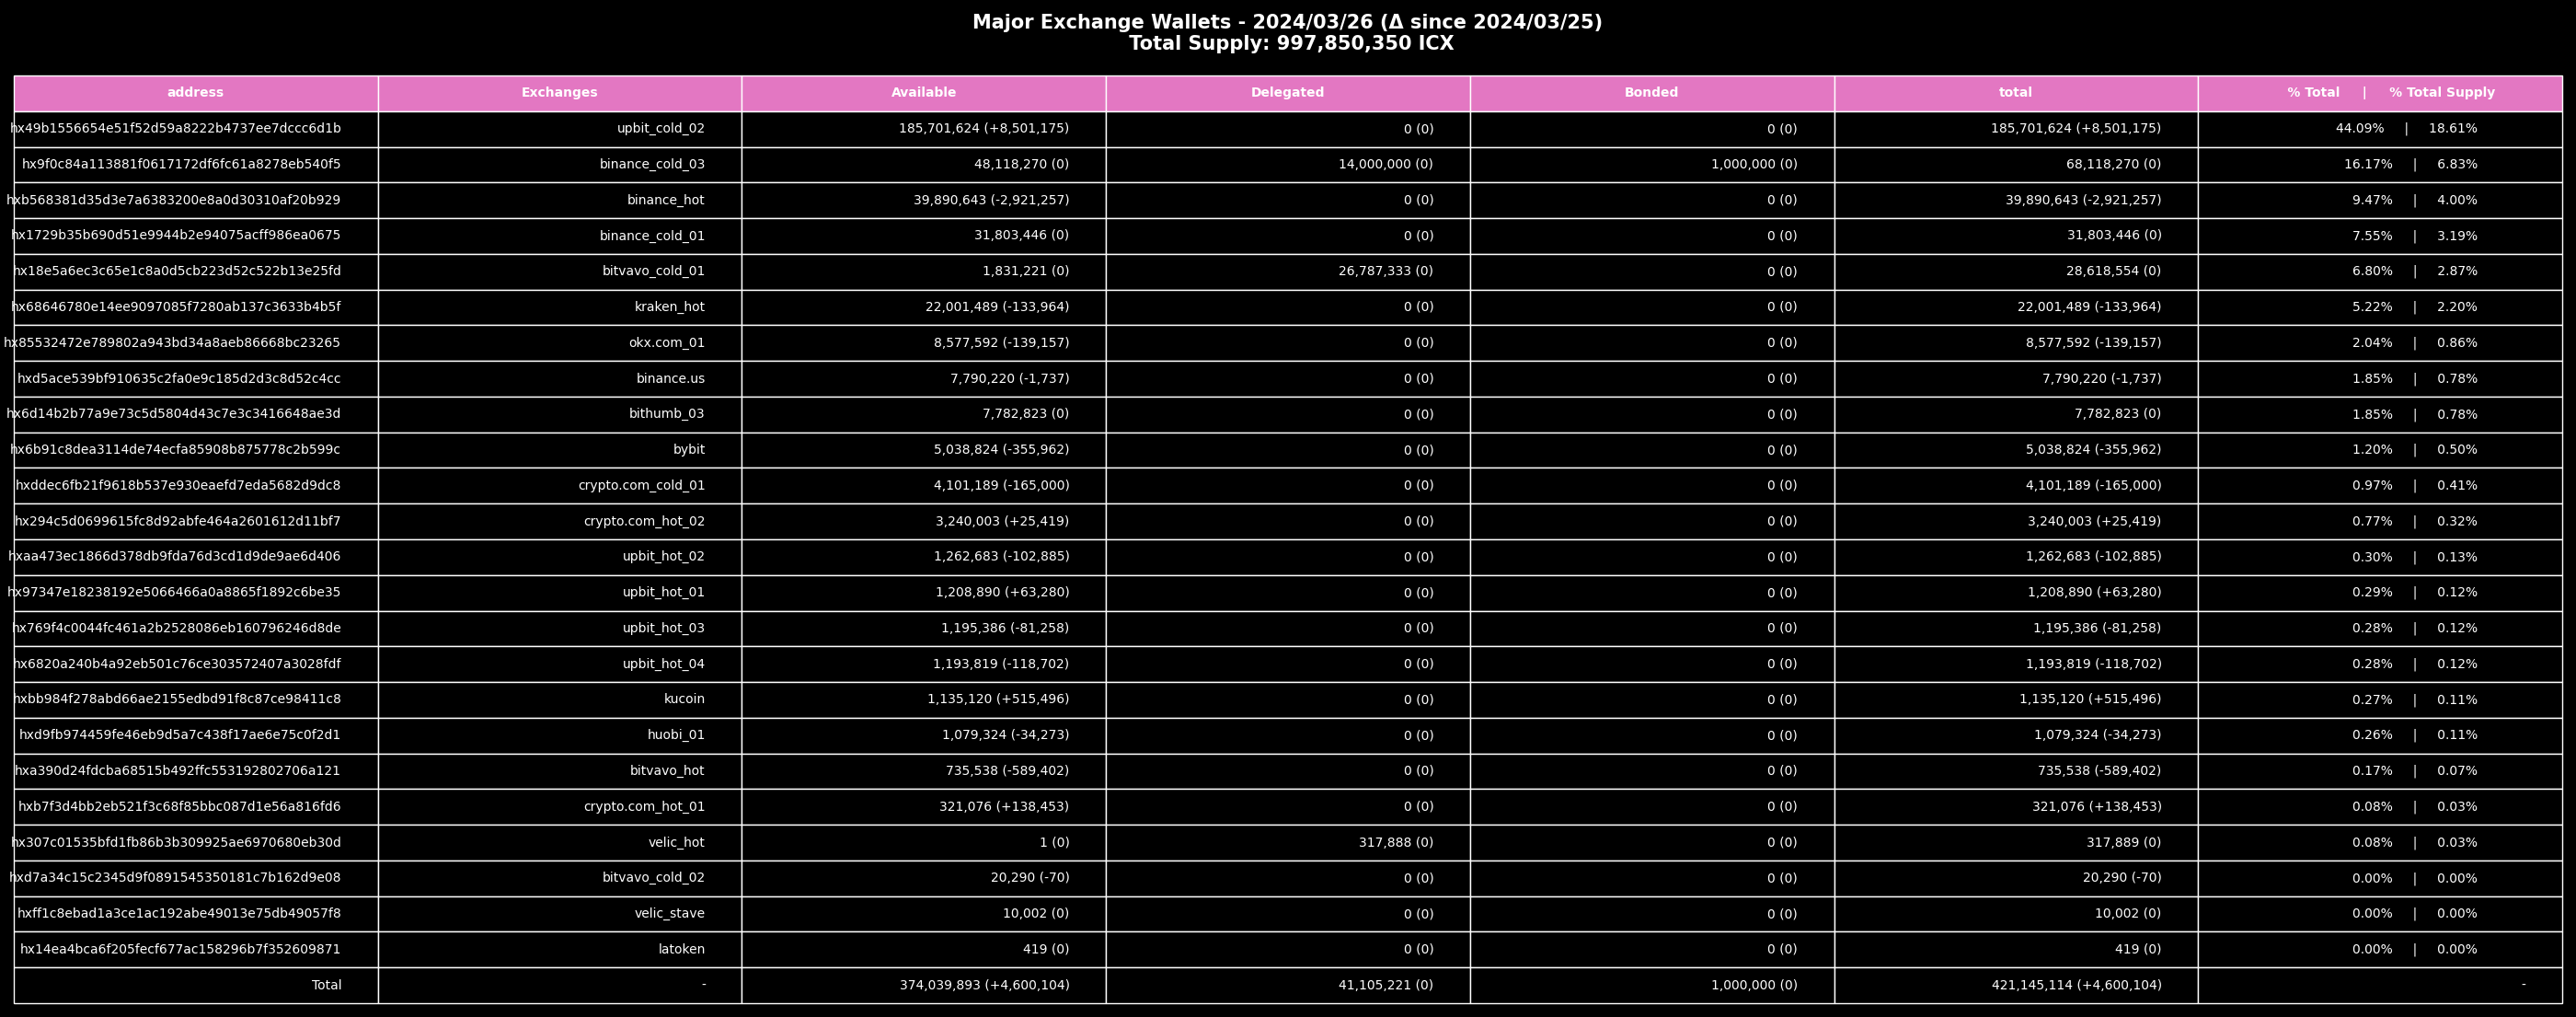 Major Exchange Wallets - 2024/03/26 (Δ since 2024/03/25)
Total Supply: 997,850,350 ICX
address Exchanges Available Delegated Bonded total % Total | % Total Supply
hx49b1556654e51f52d59a8222b4737ee7dccc6d1b upbit_cold_02 185,701,624 (+8,501,175) 0 (0) 0 (0) 185,701,624 (+8,501,175) 44.09% | 18.61%
hx9f0c84a113881f0617172df6fc61a8278eb540f5 binance_cold_03 48,118,270 (0) 14,000,000 (0) 1,000,000 (0) 68,118,270 (0) 16.17% | 6.83%
hxb568381d35d3e7a6383200e8a0d30310af20b929 binance_hot 39,890,643 (-2,921,257) 0 (0) 0 (0) 39,890,643 (-2,921,257) 9.47% | 4.00%
hx1729b35b690d51e9944b2e94075acff986ea0675 binance_cold_01 31,803,446 (0) 0 (0) 0 (0) 31,803,446 (0) 7.55% | 3.19%
hx18e5a6ec3c65e1c8a0d5cb223d52c522b13e25fd bitvavo_cold_01 1,831,221 (0) 26,787,333 (0) 0 (0) 28,618,554 (0) 6.80% | 2.87%
hx68646780e14ee9097085f7280ab137c3633b4b5f kraken_hot 22,001,489 (-133,964) 0 (0) 0 (0) 22,001,489 (-133,964) 5.22% | 2.20%
hx85532472e789802a943bd34a8aeb86668bc23265 okx.com_01 8,577,592 (-139,157) 0 (0) 0 (0) 8,577,592 (-139,157) 2.04% | 0.86%
hxd5ace539bf910635c2fa0e9c185d2d3c8d52c4cc binance.us 7,790,220 (-1,737) 0 (0) 0 (0) 7,790,220 (-1,737) 1.85% | 0.78%
hx6d14b2b77a9e73c5d5804d43c7e3c3416648ae3d bithumb_03 7,782,823 (0) 0 (0) 0 (0) 7,782,823 (0) 1.85% | 0.78%
hx6b91c8dea3114de74ecfa85908b875778c2b599c bybit 5,038,824 (-355,962) 0 (0) 0 (0) 5,038,824 (-355,962) 1.20% | 0.50%
hxddec6fb21f9618b537e930eaefd7eda5682d9dc8 crypto.com_cold_01 4,101,189 (-165,000) 0 (0) 0 (0) 4,101,189 (-165,000) 0.97% | 0.41%
hx294c5d0699615fc8d92abfe464a2601612d11bf7 crypto.com_hot_02 3,240,003 (+25,419) 0 (0) 0 (0) 3,240,003 (+25,419) 0.77% | 0.32%
hxaa473ec1866d378db9fda76d3cd1d9de9ae6d406 upbit_hot_02 1,262,683 (-102,885) 0 (0) 0 (0) 1,262,683 (-102,885) 0.30% | 0.13%
hx97347e18238192e5066466a0a8865f1892c6be35 upbit_hot_01 1,208,890 (+63,280) 0 (0) 0 (0) 1,208,890 (+63,280) 0.29% | 0.12%
hx769f4c0044fc461a2b2528086eb160796246d8de upbit_hot_03 1,195,386 (-81,258) 0 (0) 0 (0) 1,195,386 (-81,258) 0.28% | 0.12%
hx6820a240b4a92eb501c76ce303572407a3028fdf upbit_hot_04 1,193,819 (-118,702) 0 (0) 0 (0) 1,193,819 (-118,702) 0.28% | 0.12%
hxbb984f278abd66ae2155edbd91f8c87ce98411c8 kucoin 1,135,120 (+515,496) 0 (0) 0 (0) 1,135,120 (+515,496) 0.27% | 0.11%
hxd9fb974459fe46eb9d5a7c438f17ae6e75c0f2d1 huobi_01 1,079,324 (-34,273) 0 (0) 0 (0) 1,079,324 (-34,273) 0.26% | 0.11%
hxa390d24fdcba68515b492ffc553192802706a121 bitvavo_hot 735,538 (-589,402) 0 (0) 0 (0) 735,538 (-589,402) 0.17% | 0.07%
hxb7f3d4bb2eb521f3c68f85bbc087d1e56a816fd6 crypto.com_hot_01 321,076 (+138,453) 0 (0) 0 (0) 321,076 (+138,453) 0.08% | 0.03%
hx307c01535bfd1fb86b3b309925ae6970680eb30d velic_hot 1 (0) 317,888 (0) 0 (0) 317,889 (0) 0.08% | 0.03%
hxd7a34c15c2345d9f0891545350181c7b162d9e08 bitvavo_cold_02 20,290 (-70) 0 (0) 0 (0) 20,290 (-70) 0.00% | 0.00%
hxff1c8ebad1a3ce1ac192abe49013e75db49057f8 velic_stave 10,002 (0) 0 (0) 0 (0) 10,002 (0) 0.00% | 0.00%
hx14ea4bca6f205fecf677ac158296b7f352609871 latoken 419 (0) 0 (0) 0 (0) 419 (0) 0.00% | 0.00%
Total - 374,039,893 (+4,600,104) 41,105,221 (0) 1,000,000 (0) 421,145,114 (+4,600,104) -